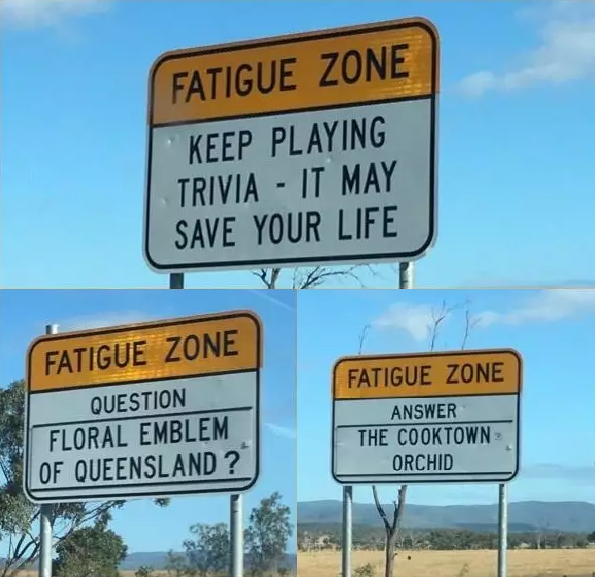 FATIGUE ZONE
KEEP PLAYING
TRIVIA - IT MAY
SAVE YOUR LIFE
FATIGUE ZONE
QUESTION
FLORAL EMBLEM
OF QUEENSLAND ?
FATIGUE ZONE
ANSWER
THE COOKTOWN
ORCHID